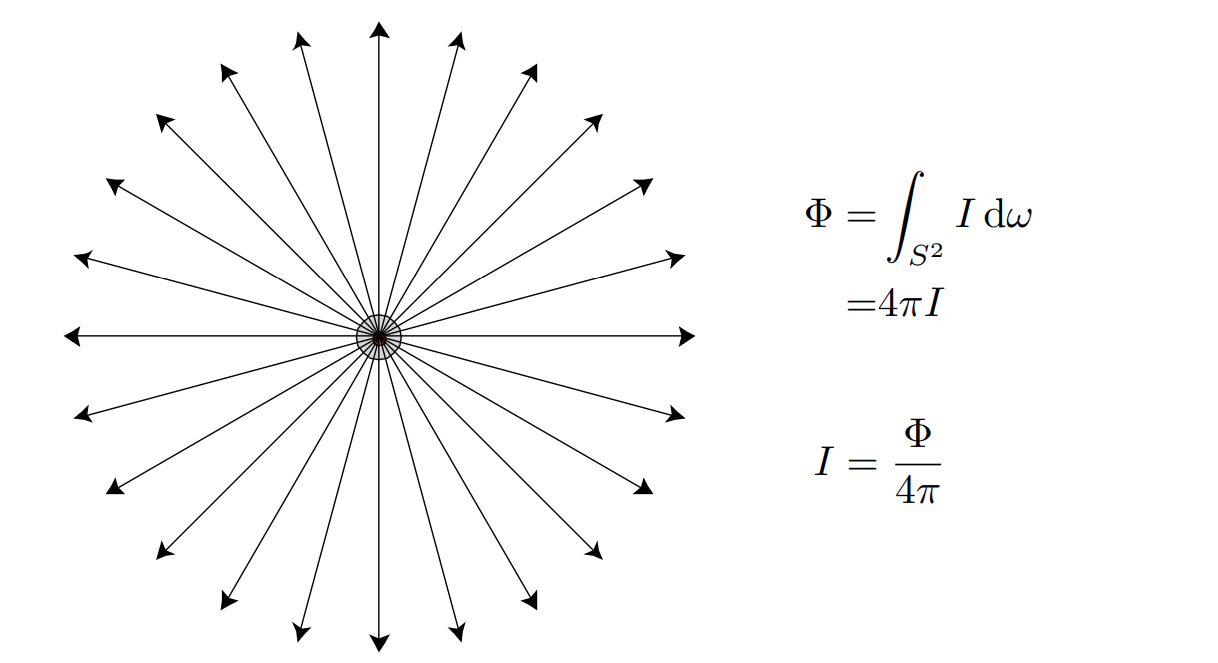 Φ = ∫_{S²} I dω
=4πI
I = Φ/4π